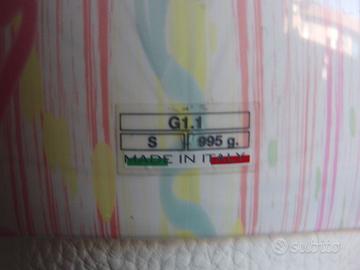 G1.1
S 995 g.
MADE IN ITALY
subito